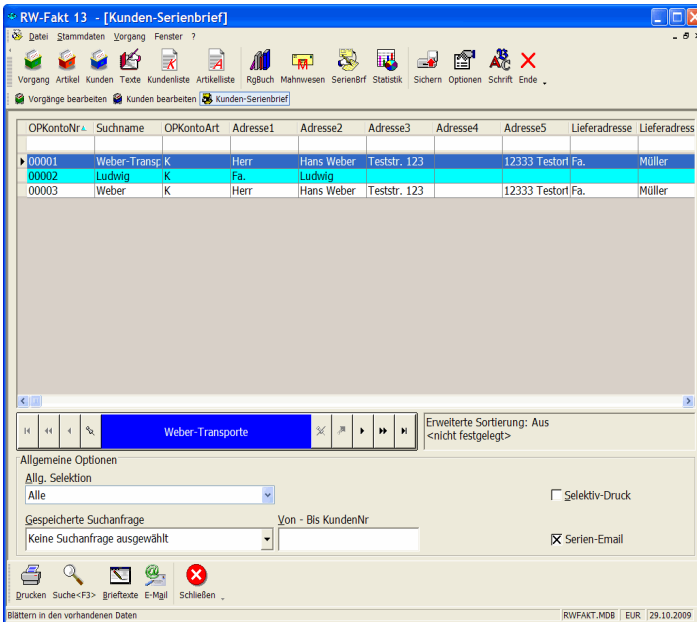 RW-Fakt 13 - [Kunden-Serienbrief]
Datei Stammdaten Vorgang Fenster ?
Vorgang Artikel Kunden Texte Kundenliste Artikelliste RgBuch Mahnwesen SerienBrf Statistik Sichern Optionen Schrift Ende
Vorgänge bearbeiten Kunden bearbeiten Kunden-Serienbrief
OPKontoNr Suchname OPKontoArt Adresse1 Adresse2 Adresse3 Adresse4 Adresse5 Lieferadresse Lieferadress
00001 Weber-Transp K Herr Hans Weber Teststr. 123 12333 Testort Fa. Müller
00002 Ludwig K Fa. Ludwig
00003 Weber K Herr Hans Weber Teststr. 123 12333 Testort Fa. Müller
Weber-Transporte
Erweiterte Sortierung: Aus
<nicht festgelegt>
Allgemeine Optionen
Allg. Selektion
Alle
Selektiv-Druck
Gespeicherte Suchanfrage Von - Bis KundenNr
Keine Suchanfrage ausgewählt
Serien-Email
Drucken Suche<F3> Brieftexte E-Mail Schließen
Blättern in den vorhandenen Daten RWFAKT.MDB EUR 29.10.2009